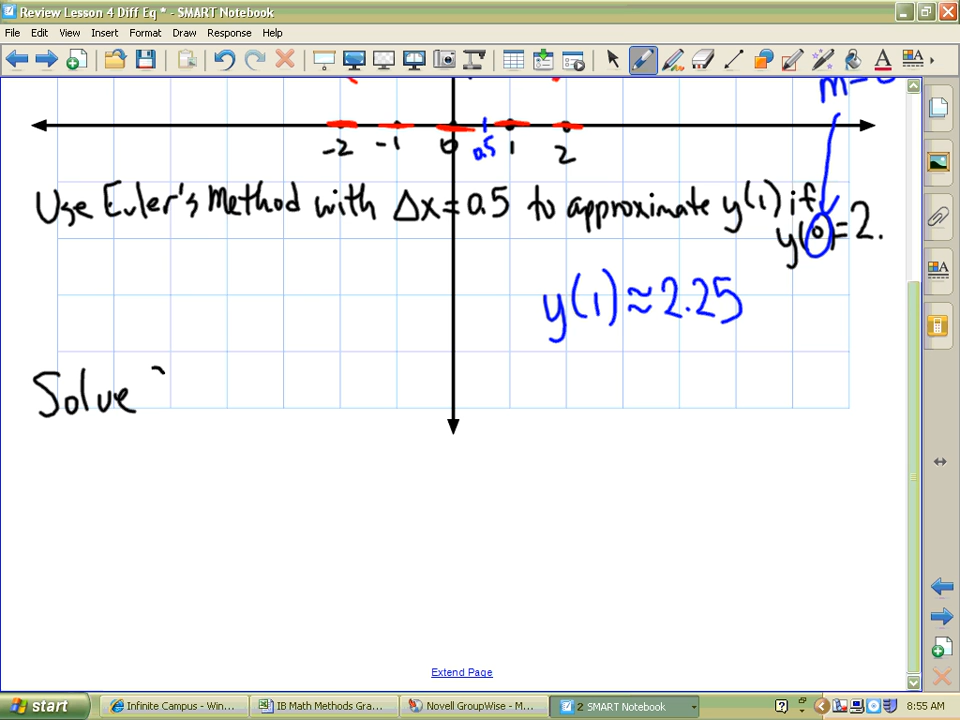 Review Lesson 4 Diff Eq * - SMART Notebook
File Edit View Insert Format Draw Response Help
-2 -1 0 0.5 1 2
Use Euler's Method with Δx=0.5 to approximate y(1) if
y(0)=2.
y(1)≈2.25
Solve
Extend Page
start Infinite Campus - Win... IB Math Methods Gra... Novell GroupWise - M... 2 SMART Notebook 8:55 AM